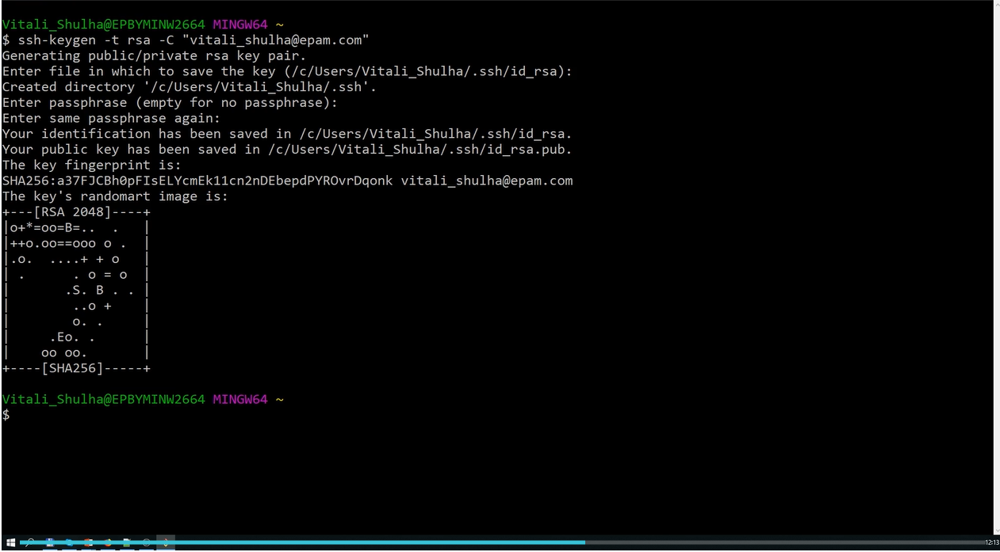 Vitali_Shulha@EPBYMINW2664 MINGW64 ~
$ ssh-keygen -t rsa -C "vitali_shulha@epam.com"
Generating public/private rsa key pair.
Enter file in which to save the key (/c/Users/Vitali_Shulha/.ssh/id_rsa):
Created directory '/c/Users/Vitali_Shulha/.ssh'.
Enter passphrase (empty for no passphrase):
Enter same passphrase again:
Your identification has been saved in /c/Users/Vitali_Shulha/.ssh/id_rsa.
Your public key has been saved in /c/Users/Vitali_Shulha/.ssh/id_rsa.pub.
The key fingerprint is:
SHA256:a37FJCBh0pFIsELYcmEk11cn2nDEbepdPYROvrDqonk vitali_shulha@epam.com
The key's randomart image is:
+---[RSA 2048]----+
|o+*=oo=B=..  .   |
|++o.oo==ooo o .  |
|.o.  ....+ + o   |
| .      . o = o  |
|       .S. B . . |
|        ..o +    |
|        o. .     |
|     .Eo. .      |
|    oo oo.       |
+----[SHA256]-----+
Vitali_Shulha@EPBYMINW2664 MINGW64 ~
$
12:13